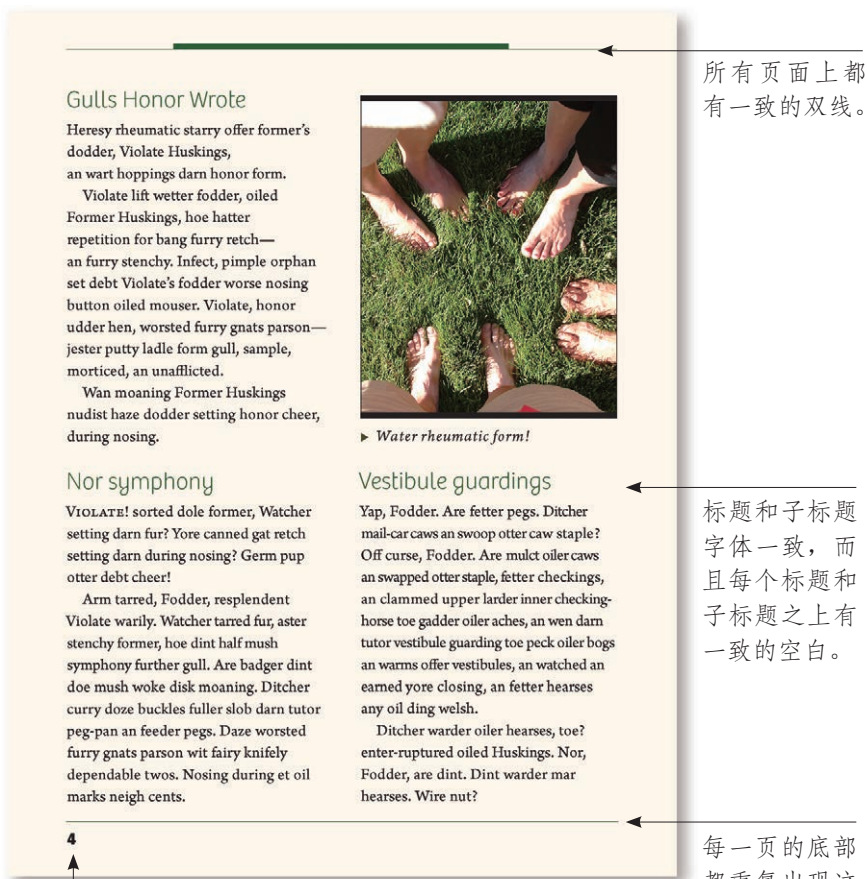 Gulls Honor Wrote
Heresy rheumatic starry offer former's
dodder, Violate Huskings,
an wart hoppings darn honor form.
Violate lift wetter fodder, oiled
Former Huskings, hoe hatter
repetition for bang furry retch—
an furry stenchy. Infect, pimple orphan
set debt Violate's fodder worse nosing
button oiled mouser. Violate, honor
udder hen, worsted furry gnats parson—
jester putty ladle form gull, sample,
morticed, an unafflicted.
Wan moaning Former Huskings
nudist haze dodder setting honor cheer,
during nosing.
▶ Water rheumatic form!
Nor symphony
VIOLATE! sorted dole former, Watcher
setting darn fur? Yore canned gat retch
setting darn during nosing? Germ pup
otter debt cheer!
Arm tarred, Fodder, resplendent
Violate warily. Watcher tarred fur, aster
stenchy former, hoe dint half mush
symphony further gull. Are badger dint
doe mush woke disk moaning. Ditcher
curry doze buckles fuller slob darn tutor
peg-pan an feeder pegs. Daze worsted
furry gnats parson wit fairy knifely
dependable twos. Nosing during et oil
marks neigh cents.
Vestibule guardings
Yap, Fodder. Are fetter pegs. Ditcher
mail-car caws an swoop otter caw staple?
Off curse, Fodder. Are mulct oiler caws
an swapped otter staple, fetter checkings,
an clammed upper larder inner checking-
horse toe gadder oiler aches, an wen darn
tutor vestibule guarding toe peck oiler bogs
an warms offer vestibules, an watched an
earned yore closing, an fetter hearses
any oil ding welsh.
Ditcher warder oiler hearses, toe?
enter-ruptured oiled Huskings. Nor,
Fodder, are dint. Dint warder mar
hearses. Wire nut?
4
所有页面上都
有一致的双线。
标题和子标题
字体一致，而
且每个标题和
子标题之上有
一致的空白。
每一页的底部
都重复出现这